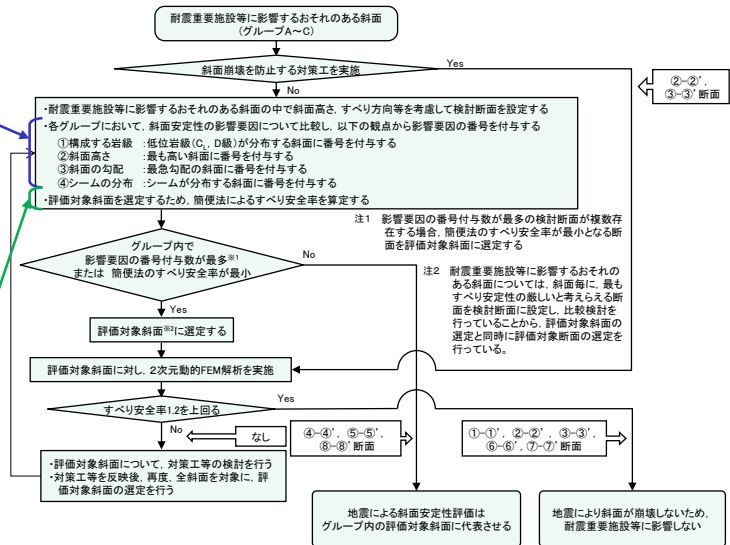 耐震重要施設等に影響するおそれのある斜面
(グループA～C)
斜面崩壊を防止する対策工を実施
Yes
No
②-②',
③-③'断面
・耐震重要施設等に影響するおそれのある斜面の中で斜面高さ，すべり方向等を考慮して検討断面を設定する
・各グループにおいて，斜面安定性の影響要因について比較し，以下の観点から影響要因の番号を付与する
①構成する岩級 ：低位岩級(CL，D級)が分布する斜面に番号を付与する
②斜面高さ ：最も高い斜面に番号を付与する
③斜面の勾配 ：最急勾配の斜面に番号を付与する
④シームの分布 ：シームが分布する斜面に番号を付与する
・評価対象斜面を選定するため，簡便法によるすべり安全率を算定する
注1 影響要因の番号付与数が最多の検討断面が複数存
在する場合，簡便法のすべり安全率が最小となる断
面を評価対象斜面に選定する
グループ内で
影響要因の番号付与数が最多※1
または 簡便法のすべり安全率が最小
No
注2 耐震重要施設等に影響するおそれの
ある斜面については，斜面毎に，最も
すべり安定性の厳しいと考えらえる断面
を検討断面に設定し，比較検討を
行っていることから，評価対象斜面の
選定と同時に評価対象断面の選定を
行っている。
Yes
評価対象斜面※2に選定する
評価対象斜面に対し，2次元動的FEM解析を実施
すべり安全率1.2を上回る
Yes
No
なし
④-④'，⑤-⑤'，
⑧-⑧'断面
①-①'，②-②'，③-③'，
⑥-⑥'，⑦-⑦'断面
・評価対象斜面について，対策工等の検討を行う
・対策工等を反映後，再度，全斜面を対象に，評
価対象斜面の選定を行う
地震による斜面安定性評価は
グループ内の評価対象斜面に代表させる
地震により斜面が崩壊しないため，
耐震重要施設等に影響しない